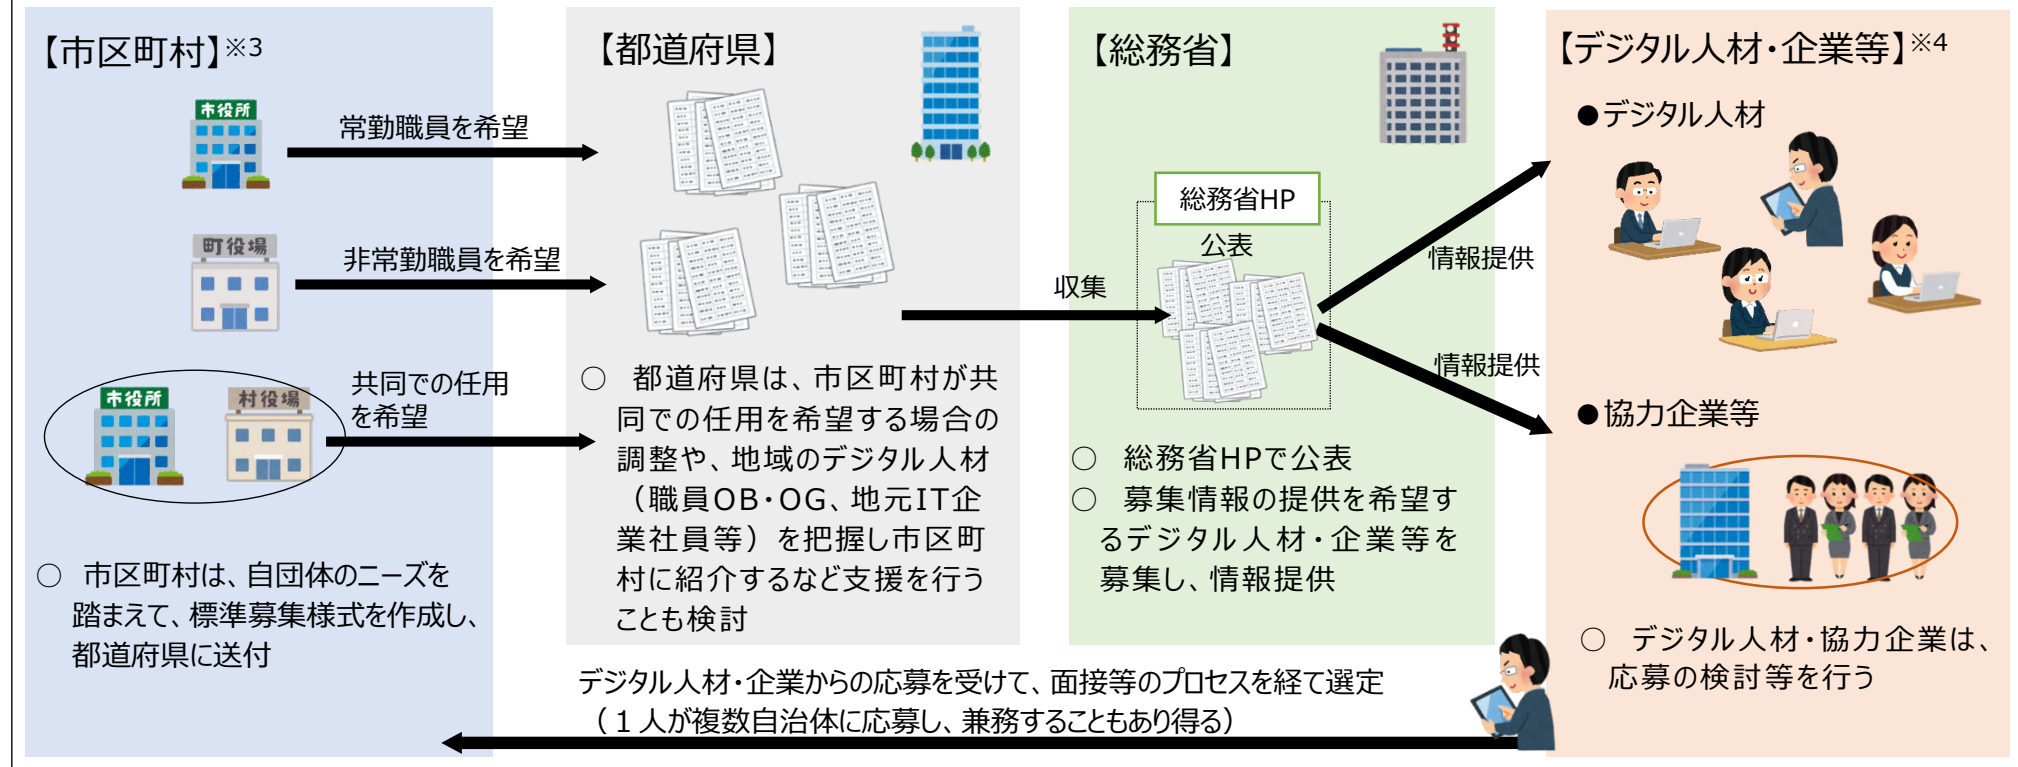 【市区町村】※3
市役所
常勤職員を希望
町役場
非常勤職員を希望
市役所
村役場
共同での任用
を希望
○ 市区町村は、自団体のニーズを
踏まえて、標準募集様式を作成し、
都道府県に送付
【都道府県】
○ 都道府県は、市区町村が共
同での任用を希望する場合の
調整や、地域のデジタル人材
（職員OB・OG、地元IT企
業社員等）を把握し市区町
村に紹介するなど支援を行う
ことも検討
収集
【総務省】
総務省HP
公表
○ 総務省HPで公表
○ 募集情報の提供を希望す
るデジタル人材・企業等を
募集し、情報提供
情報提供
情報提供
【デジタル人材・企業等】※4
●デジタル人材
●協力企業等
○ デジタル人材・協力企業は、
応募の検討等を行う
デジタル人材・企業からの応募を受けて、面接等のプロセスを経て選定
（１人が複数自治体に応募し、兼務することもあり得る）